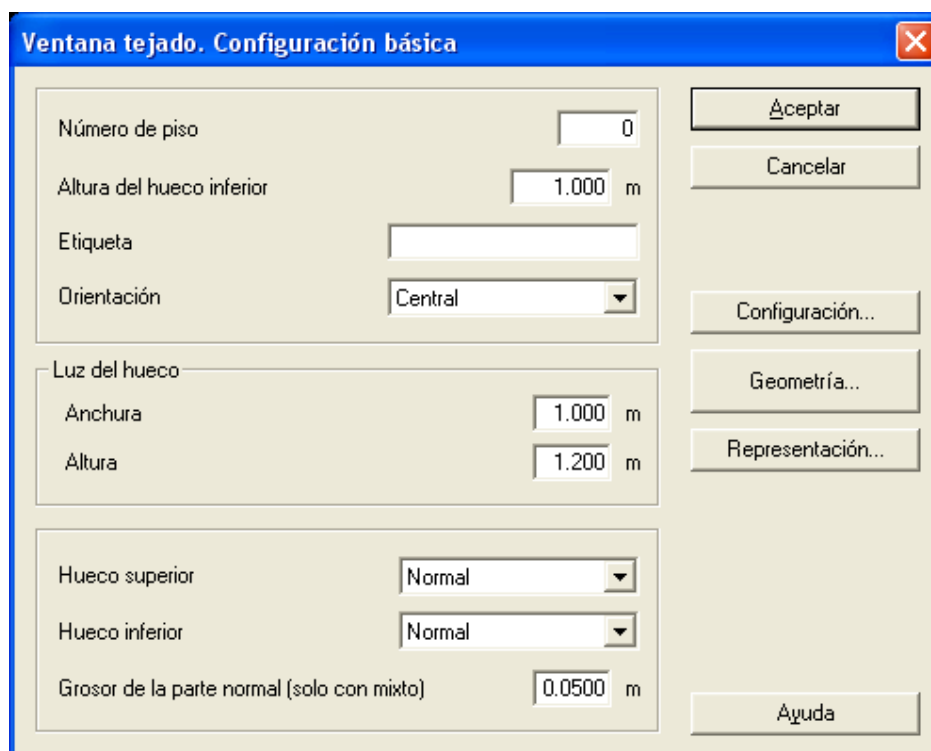 Ventana tejado. Configuración básica
Número de piso 0
Altura del hueco inferior 1.000 m
Etiqueta
Orientación Central
Luz del hueco
Anchura 1.000 m
Altura 1.200 m
Hueco superior Normal
Hueco inferior Normal
Grosor de la parte normal (solo con mixto) 0.0500 m
Aceptar
Cancelar
Configuración...
Geometría...
Representación...
Ayuda